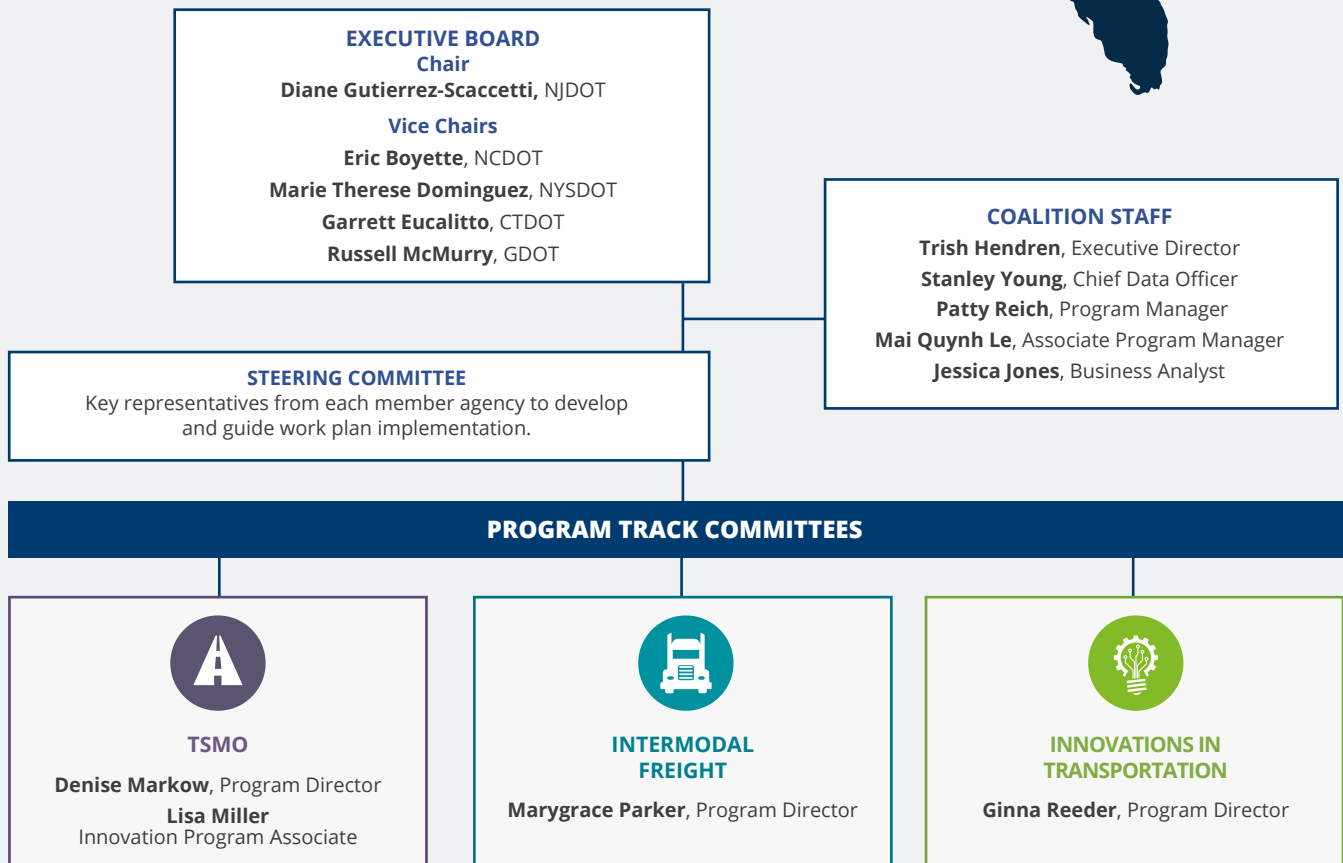 EXECUTIVE BOARD
Chair
Diane Gutierrez-Scaccetti, NJDOT
Vice Chairs
Eric Boyette, NCDOT
Marie Therese Dominguez, NYSDOT
Garrett Eucalitto, CTDOT
Russell McMurry, GDOT
COALITION STAFF
Trish Hendren, Executive Director
Stanley Young, Chief Data Officer
Patty Reich, Program Manager
Mai Quynh Le, Associate Program Manager
Jessica Jones, Business Analyst
STEERING COMMITTEE
Key representatives from each member agency to develop
and guide work plan implementation.
PROGRAM TRACK COMMITTEES
TSMO
Denise Markow, Program Director
Lisa Miller
Innovation Program Associate
INTERMODAL
FREIGHT
Marygrace Parker, Program Director
INNOVATIONS IN
TRANSPORTATION
Ginna Reeder, Program Director